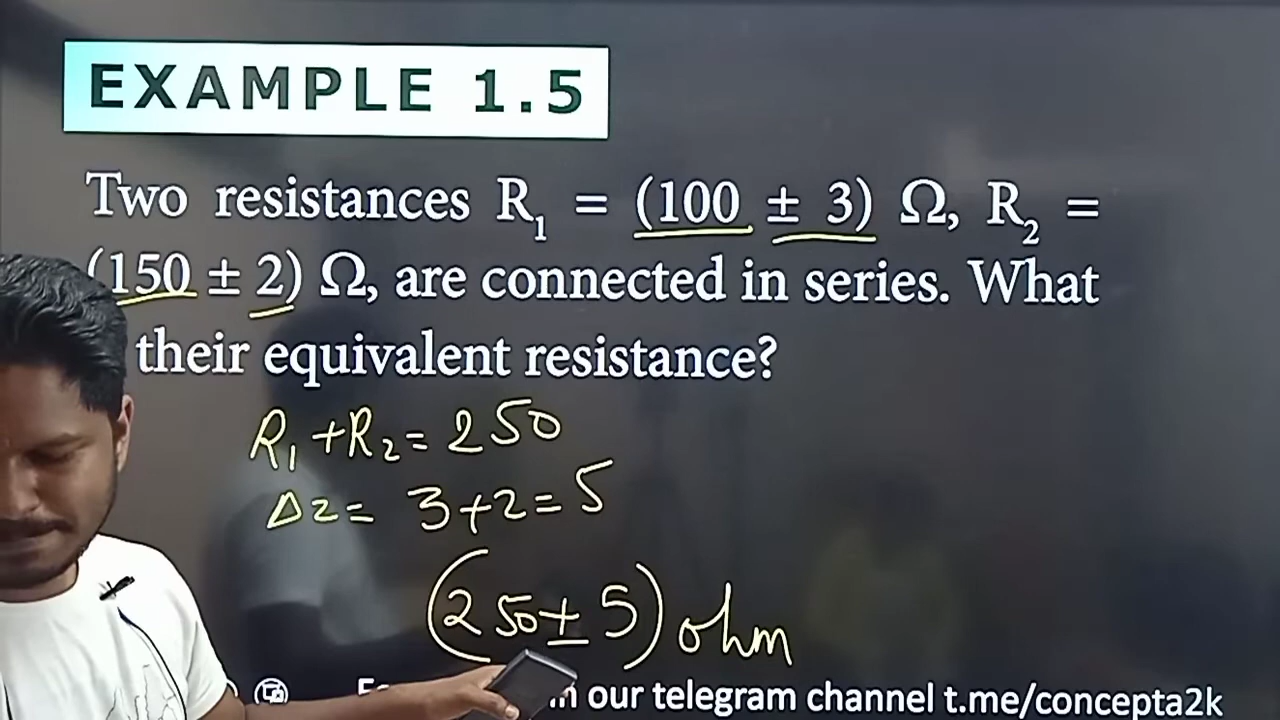 EXAMPLE 1.5
Two resistances R₁ = (100 ± 3) Ω, R₂ =
(150 ± 2) Ω, are connected in series. What
their equivalent resistance?
R₁+R₂=250
Δz= 3+2=5
(250±5) ohm
our telegram channel t.me/concepta2k